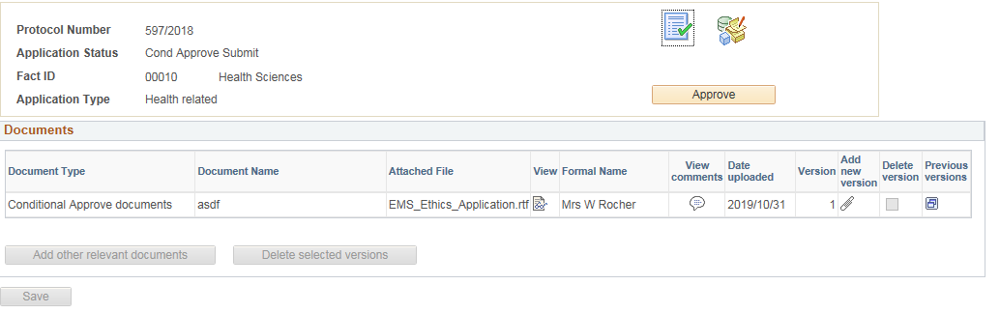 Protocol Number 597/2018
Application Status Cond Approve Submit
Fact ID 00010 Health Sciences
Application Type Health related
Approve
Documents
Document Type Document Name Attached File View Formal Name View comments Date uploaded Version Add new version Delete version Previous versions
Conditional Approve documents asdf EMS_Ethics_Application.rtf Mrs W Rocher 2019/10/31 1
Add other relevant documents Delete selected versions
Save